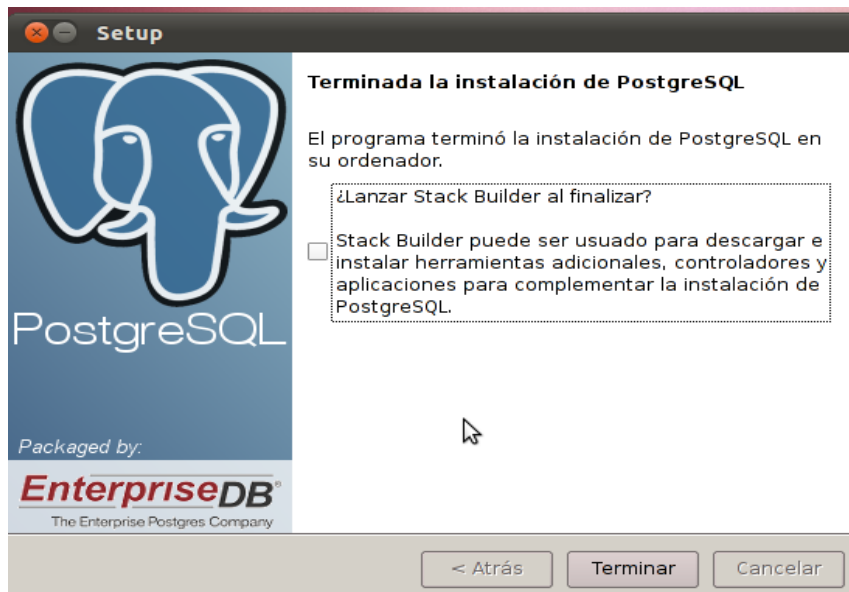 Setup
Terminada la instalación de PostgreSQL
El programa terminó la instalación de PostgreSQL en
su ordenador.
¿Lanzar Stack Builder al finalizar?
Stack Builder puede ser usado para descargar e
instalar herramientas adicionales, controladores y
aplicaciones para complementar la instalación de
PostgreSQL.
PostgreSQL
Packaged by:
EnterpriseDB®
The Enterprise Postgres Company
< Atrás
Terminar
Cancelar